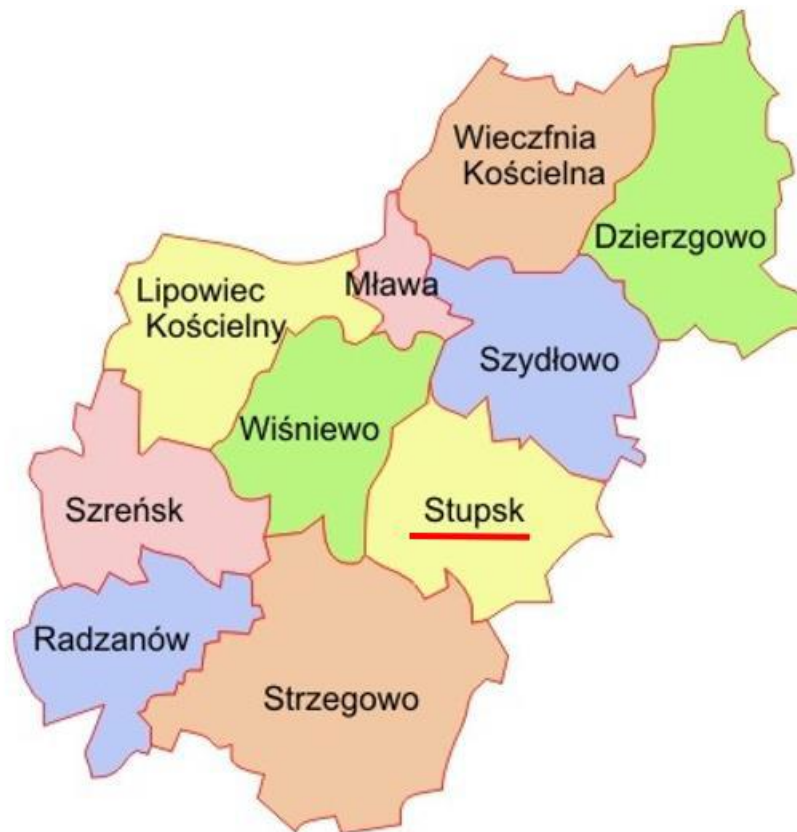 Wieczfnia
Kościelna
Dzierzgowo
Lipowiec
Kościelny
Mława
Szydłowo
Wiśniewo
Szreńsk
Stupsk
Radzanów
Strzegowo